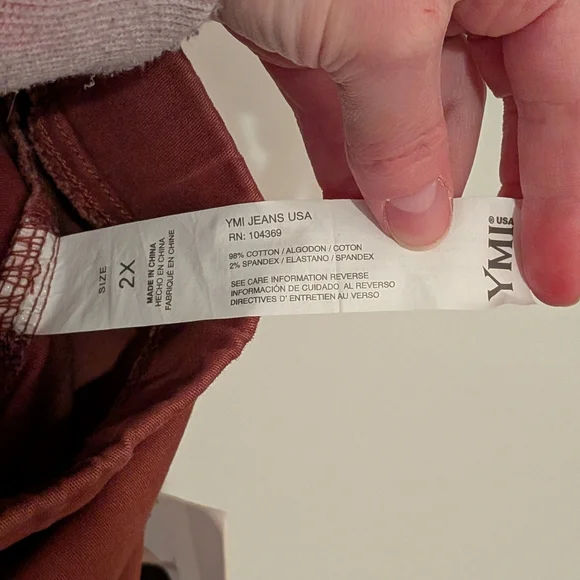 SIZE
2X
MADE IN CHINA
HECHO EN CHINA
FABRIQUÉ EN CHINE
YMI JEANS USA
RN: 104369
98% COTTON / ALGODON / COTON
2% SPANDEX / ELASTANO / SPANDEX
SEE CARE INFORMATION REVERSE
INFORMACIÓN DE CUIDADO AL REVERSO
DIRECTIVES D' ENTRETIEN AU VERSO
YMI ® USA